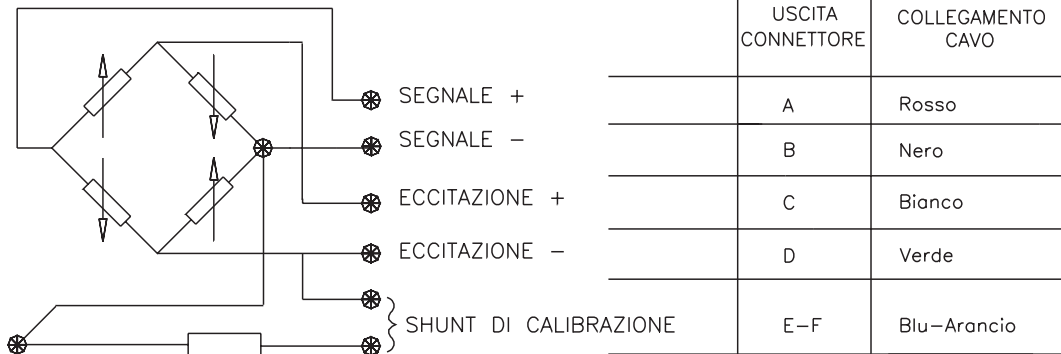 USCITA
CONNETTORE
COLLEGAMENTO
CAVO
SEGNALE +
A
Rosso
SEGNALE −
B
Nero
ECCITAZIONE +
C
Bianco
ECCITAZIONE −
D
Verde
SHUNT DI CALIBRAZIONE
E−F
Blu−Arancio